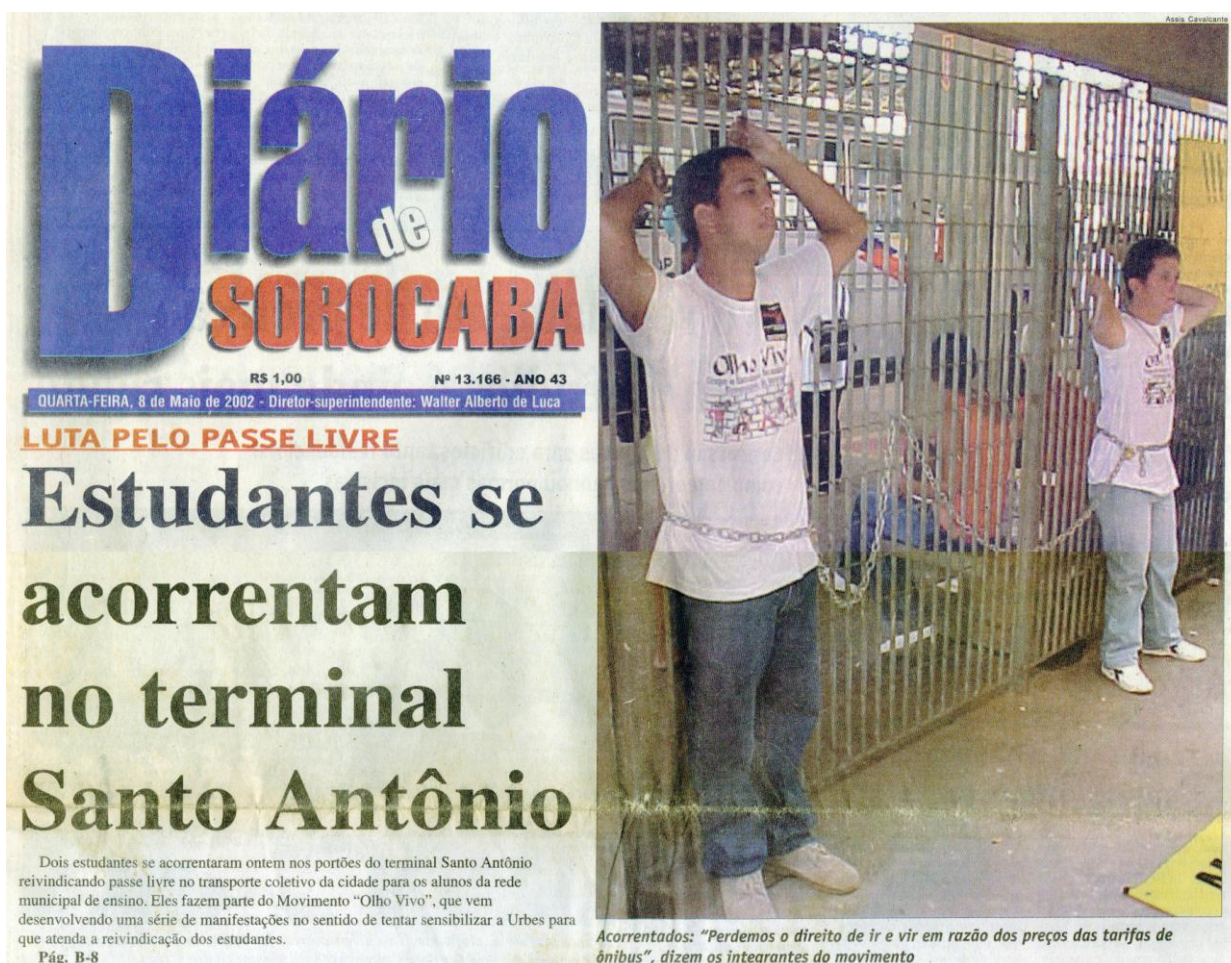 Assis Cavalcante
Diário
de
SOROCABA
R$ 1,00 Nº 13.166 - ANO 43
QUARTA-FEIRA, 8 de Maio de 2002 - Diretor-superintendente: Walter Alberto de Luca
LUTA PELO PASSE LIVRE
Estudantes se
acorrentam
no terminal
Santo Antônio
Dois estudantes se acorrentaram ontem nos portões do terminal Santo Antônio
reivindicando passe livre no transporte coletivo da cidade para os alunos da rede
municipal de ensino. Eles fazem parte do Movimento “Olho Vivo”, que vem
desenvolvendo uma série de manifestações no sentido de tentar sensibilizar a Urbes para
que atenda a reivindicação dos estudantes.
Pág. B-8
Olho Vivo
Olho
Acorrentados: “Perdemos o direito de ir e vir em razão dos preços das tarifas de
ônibus”, dizem os integrantes do movimento